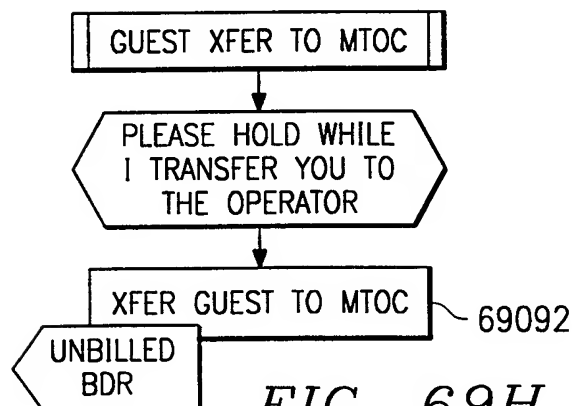 GUEST XFER TO MTOC
PLEASE HOLD WHILE
I TRANSFER YOU TO
THE OPERATOR
XFER GUEST TO MTOC
69092
UNBILLED
BDR
FIG. 69H